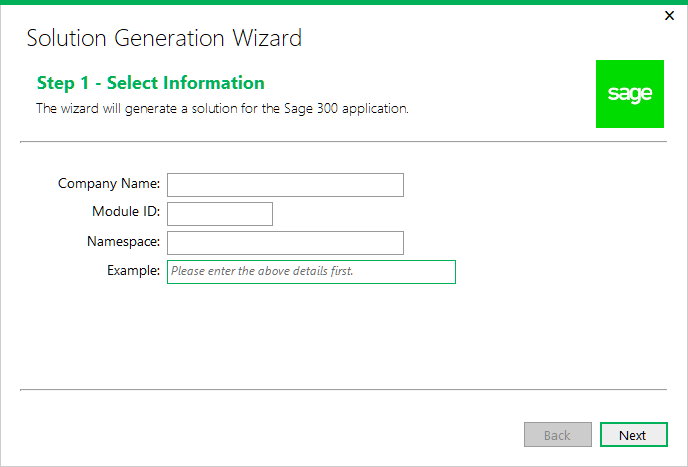 Solution Generation Wizard
Step 1 - Select Information
The wizard will generate a solution for the Sage 300 application.
sage
Company Name:
Module ID:
Namespace:
Example: Please enter the above details first.
Back Next